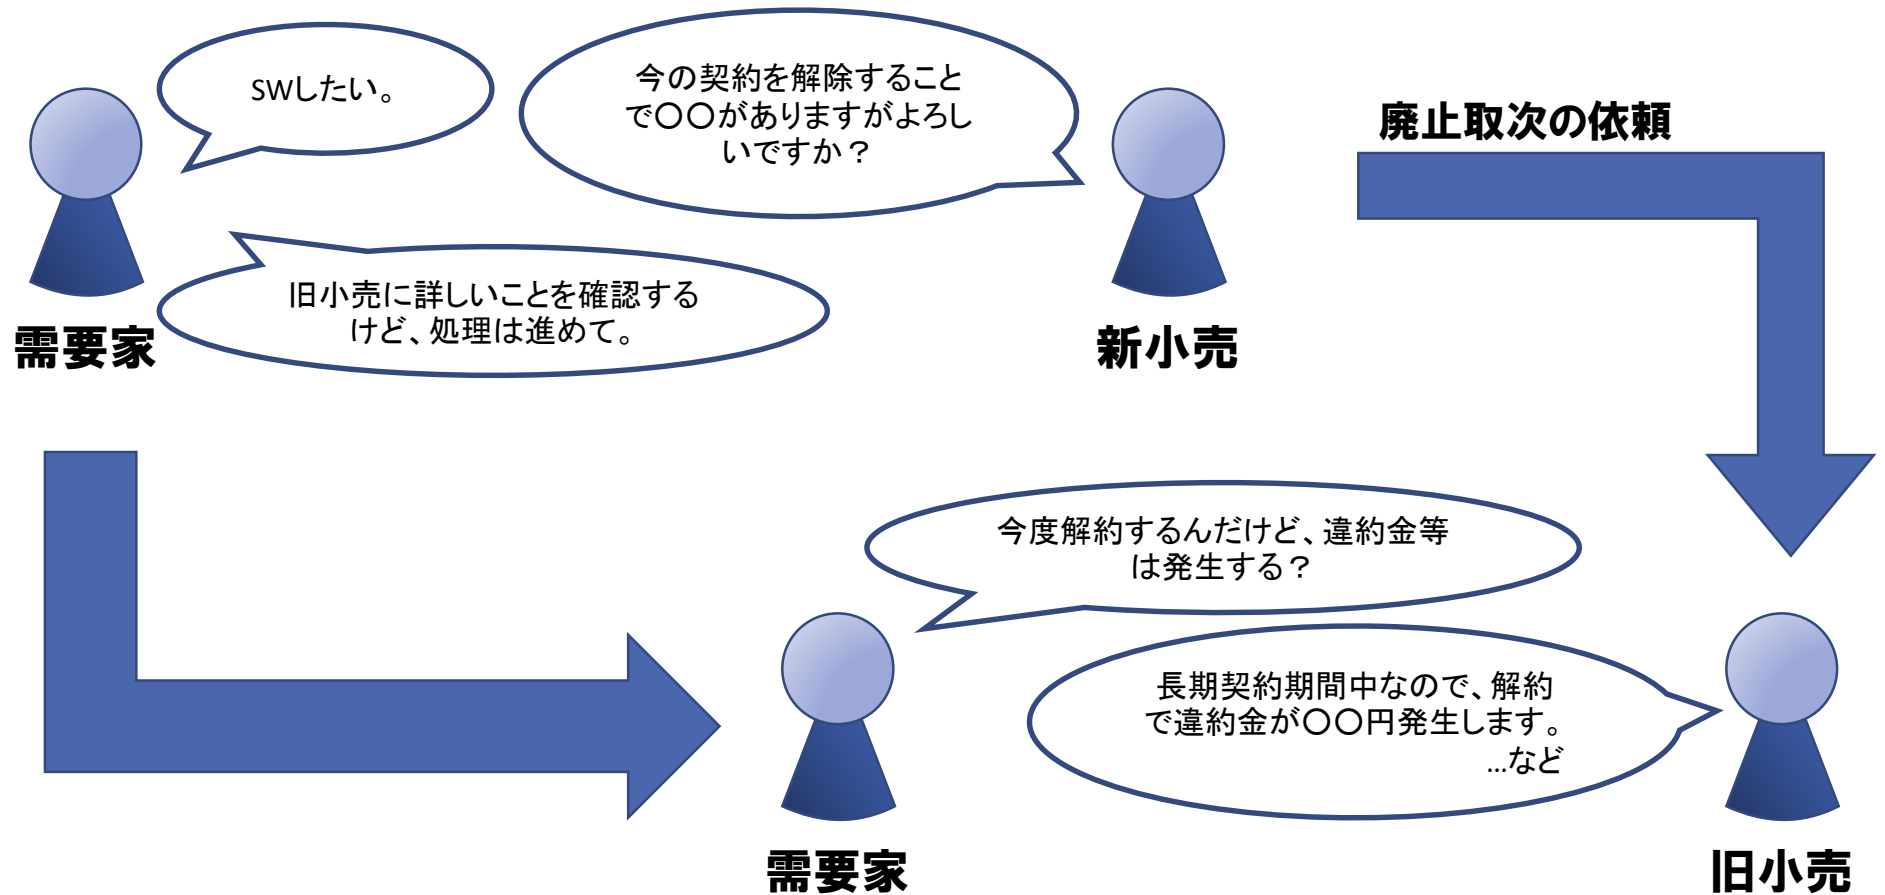 SWしたい。
今の契約を解除すること
で〇〇がありますがよろし
いですか？
廃止取次の依頼
旧小売に詳しいことを確認する
けど、処理は進めて。
需要家
新小売
今度解約するんだけど、違約金等
は発生する？
長期契約期間中なので、解約
で違約金が〇〇円発生します。
…など
需要家
旧小売